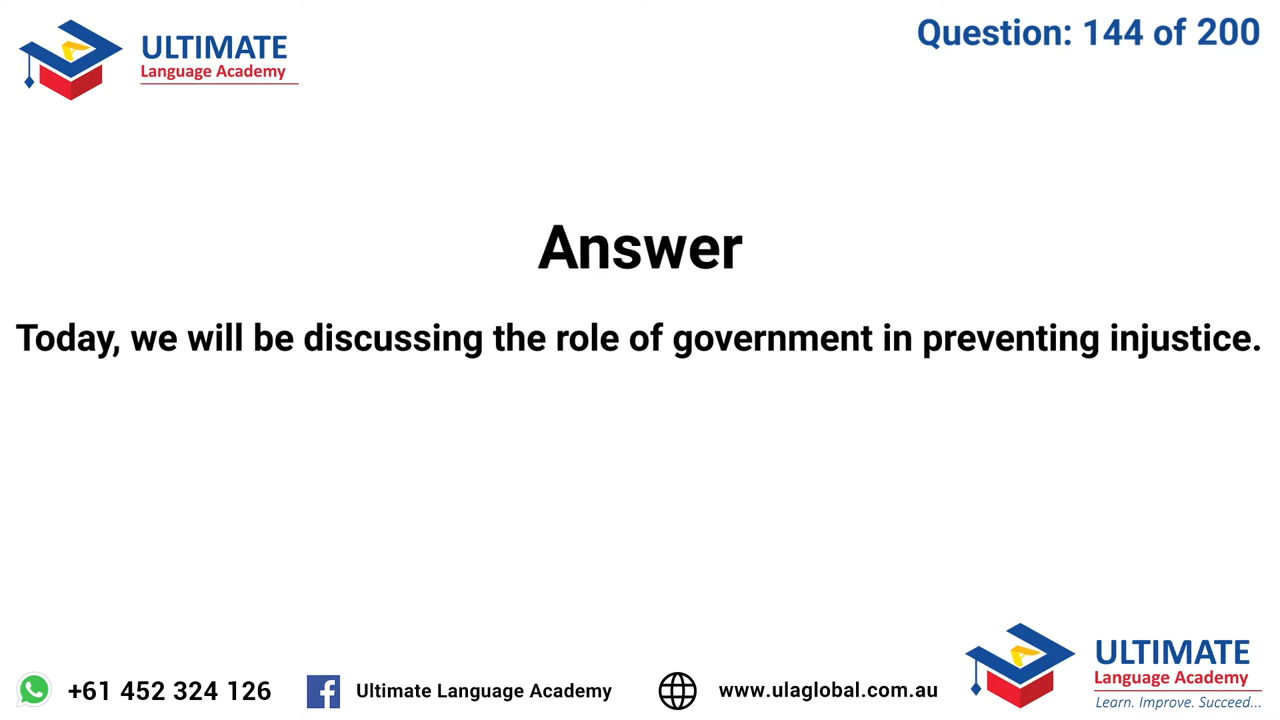 ULTIMATE
Language Academy
Question: 144 of 200
Answer
Today, we will be discussing the role of government in preventing injustice.
+61 452 324 126
Ultimate Language Academy
www.ulaglobal.com.au
ULTIMATE
Language Academy
Learn. Improve. Succeed...